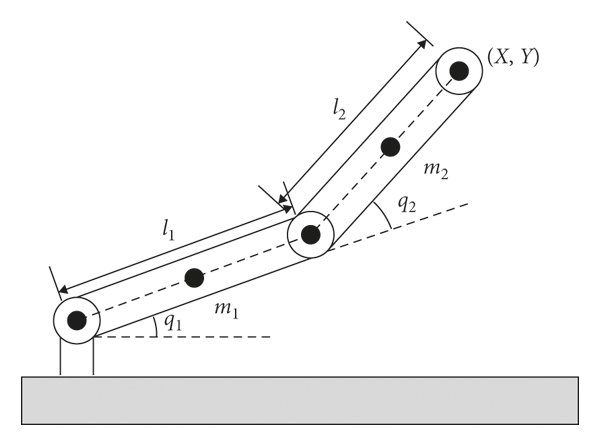 (X, Y)
l₂
m₂
q₂
l₁
m₁
q₁